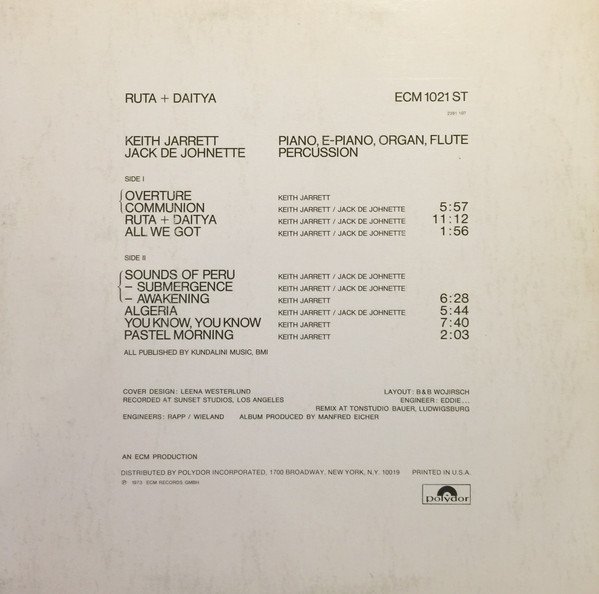 RUTA + DAITYA ECM 1021 ST
2391 107
KEITH JARRETT PIANO, E-PIANO, ORGAN, FLUTE
JACK DE JOHNETTE PERCUSSION
SIDE I
OVERTURE KEITH JARRETT
COMMUNION KEITH JARRETT / JACK DE JOHNETTE 5:57
RUTA + DAITYA KEITH JARRETT / JACK DE JOHNETTE 11:12
ALL WE GOT KEITH JARRETT / JACK DE JOHNETTE 1:56
SIDE II
SOUNDS OF PERU KEITH JARRETT / JACK DE JOHNETTE
– SUBMERGENCE KEITH JARRETT / JACK DE JOHNETTE
– AWAKENING KEITH JARRETT 6:28
ALGERIA KEITH JARRETT / JACK DE JOHNETTE 5:44
YOU KNOW, YOU KNOW KEITH JARRETT 7:40
PASTEL MORNING KEITH JARRETT 2:03
ALL PUBLISHED BY KUNDALINI MUSIC, BMI
COVER DESIGN: LEENA WESTERLUND LAYOUT: B&B WOJIRSCH
RECORDED AT SUNSET STUDIOS, LOS ANGELES ENGINEER: EDDIE...
REMIX AT TONSTUDIO BAUER, LUDWIGSBURG
ENGINEERS: RAPP / WIELAND ALBUM PRODUCED BY MANFRED EICHER
AN ECM PRODUCTION
DISTRIBUTED BY POLYDOR INCORPORATED, 1700 BROADWAY, NEW YORK, N.Y. 10019 PRINTED IN U.S.A.
℗ 1973 ECM RECORDS GMBH
polydor